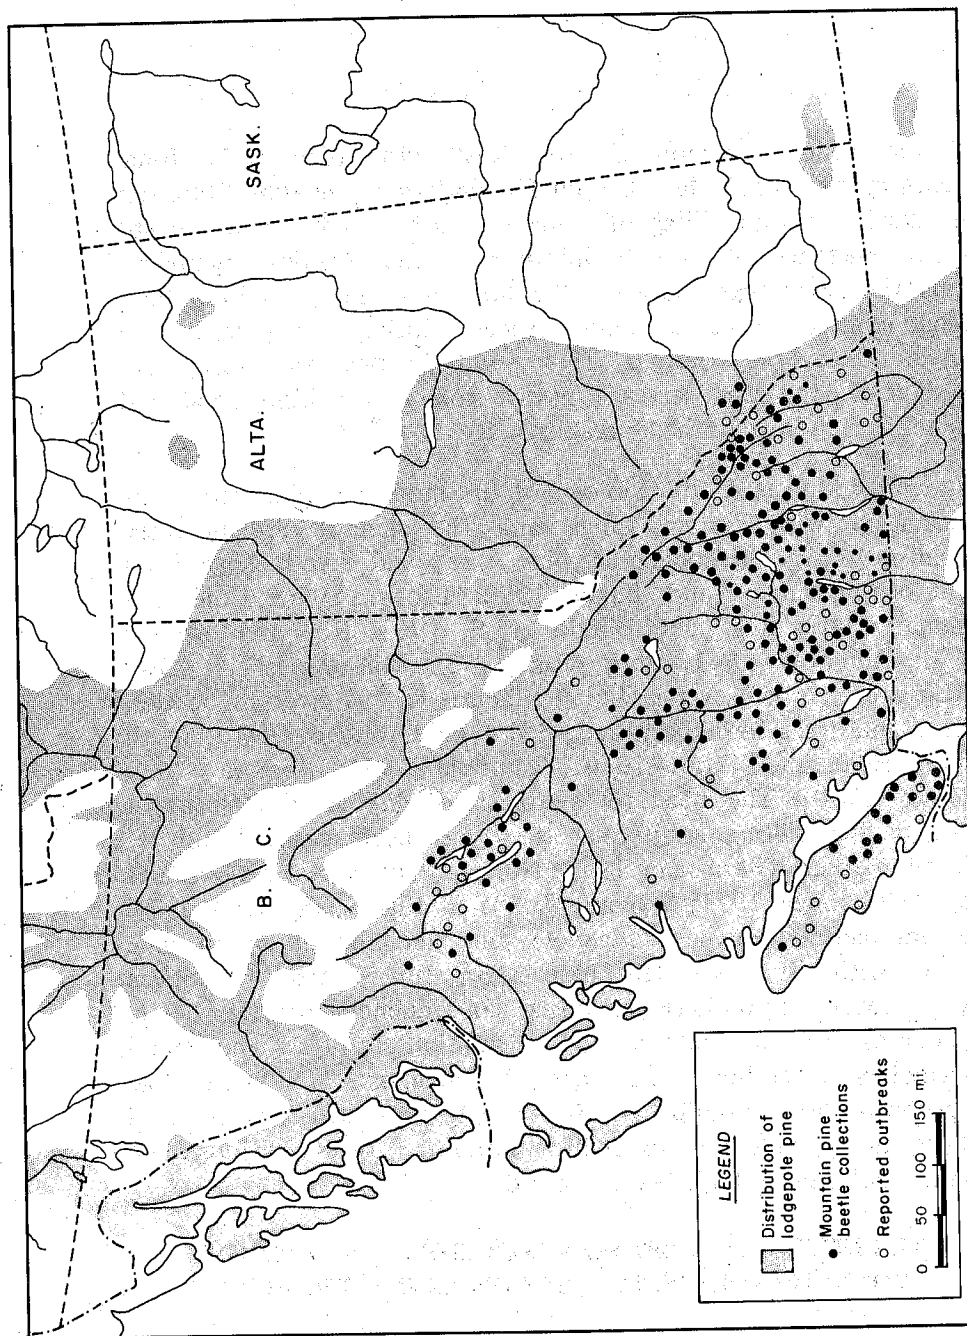 SASK.
ALTA.
B. C.
LEGEND
Distribution of
lodgepole pine
Mountain pine
beetle collections
Reported outbreaks
0 50 100 150 mi.